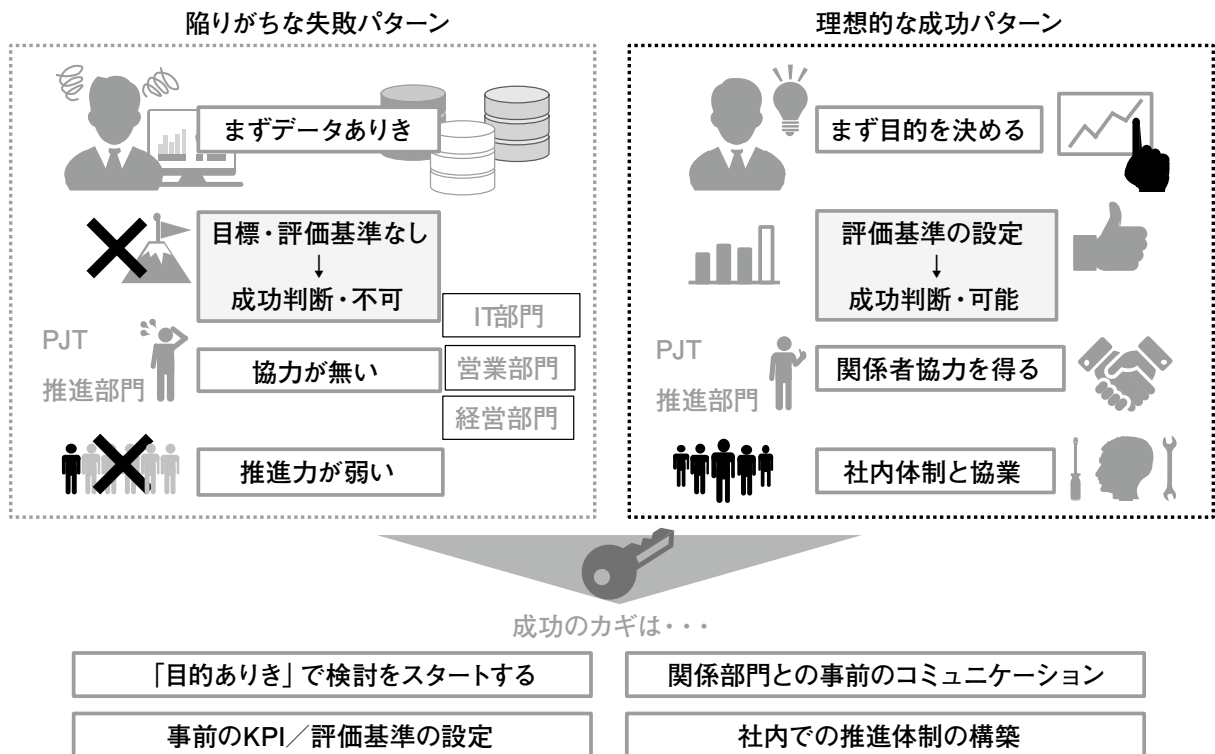 陥りがちな失敗パターン
まずデータありき
目標・評価基準なし
↓
成功判断・不可
PJT
推進部門
協力が無い
IT部門
営業部門
経営部門
推進力が弱い
理想的な成功パターン
まず目的を決める
評価基準の設定
↓
成功判断・可能
PJT
推進部門
関係者協力を得る
社内体制と協業
成功のカギは・・・
「目的ありき」で検討をスタートする
関係部門との事前のコミュニケーション
事前のKPI／評価基準の設定
社内での推進体制の構築